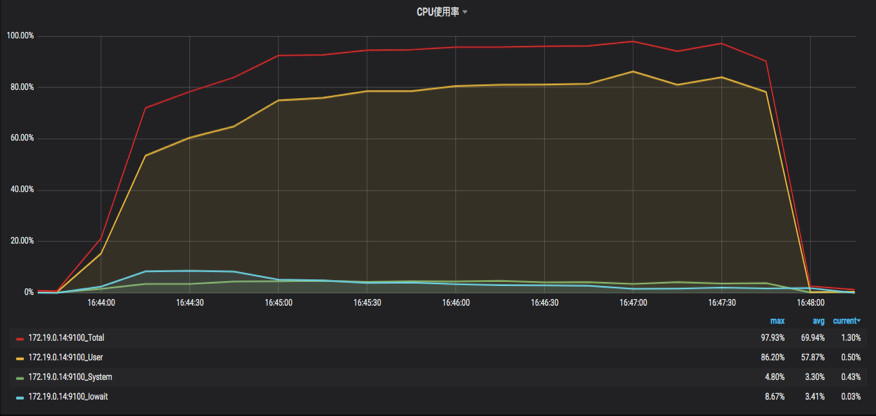 CPU使用率
100.00%
80.00%
60.00%
40.00%
20.00%
0%
16:44:00 16:44:30 16:45:00 16:45:30 16:46:00 16:46:30 16:47:00 16:47:30 16:48:00
max avg current
172.19.0.14:9100_Total 97.93% 69.94% 1.30%
172.19.0.14:9100_User 86.20% 57.87% 0.50%
172.19.0.14:9100_System 4.80% 3.30% 0.43%
172.19.0.14:9100_Iowait 8.67% 3.41% 0.03%